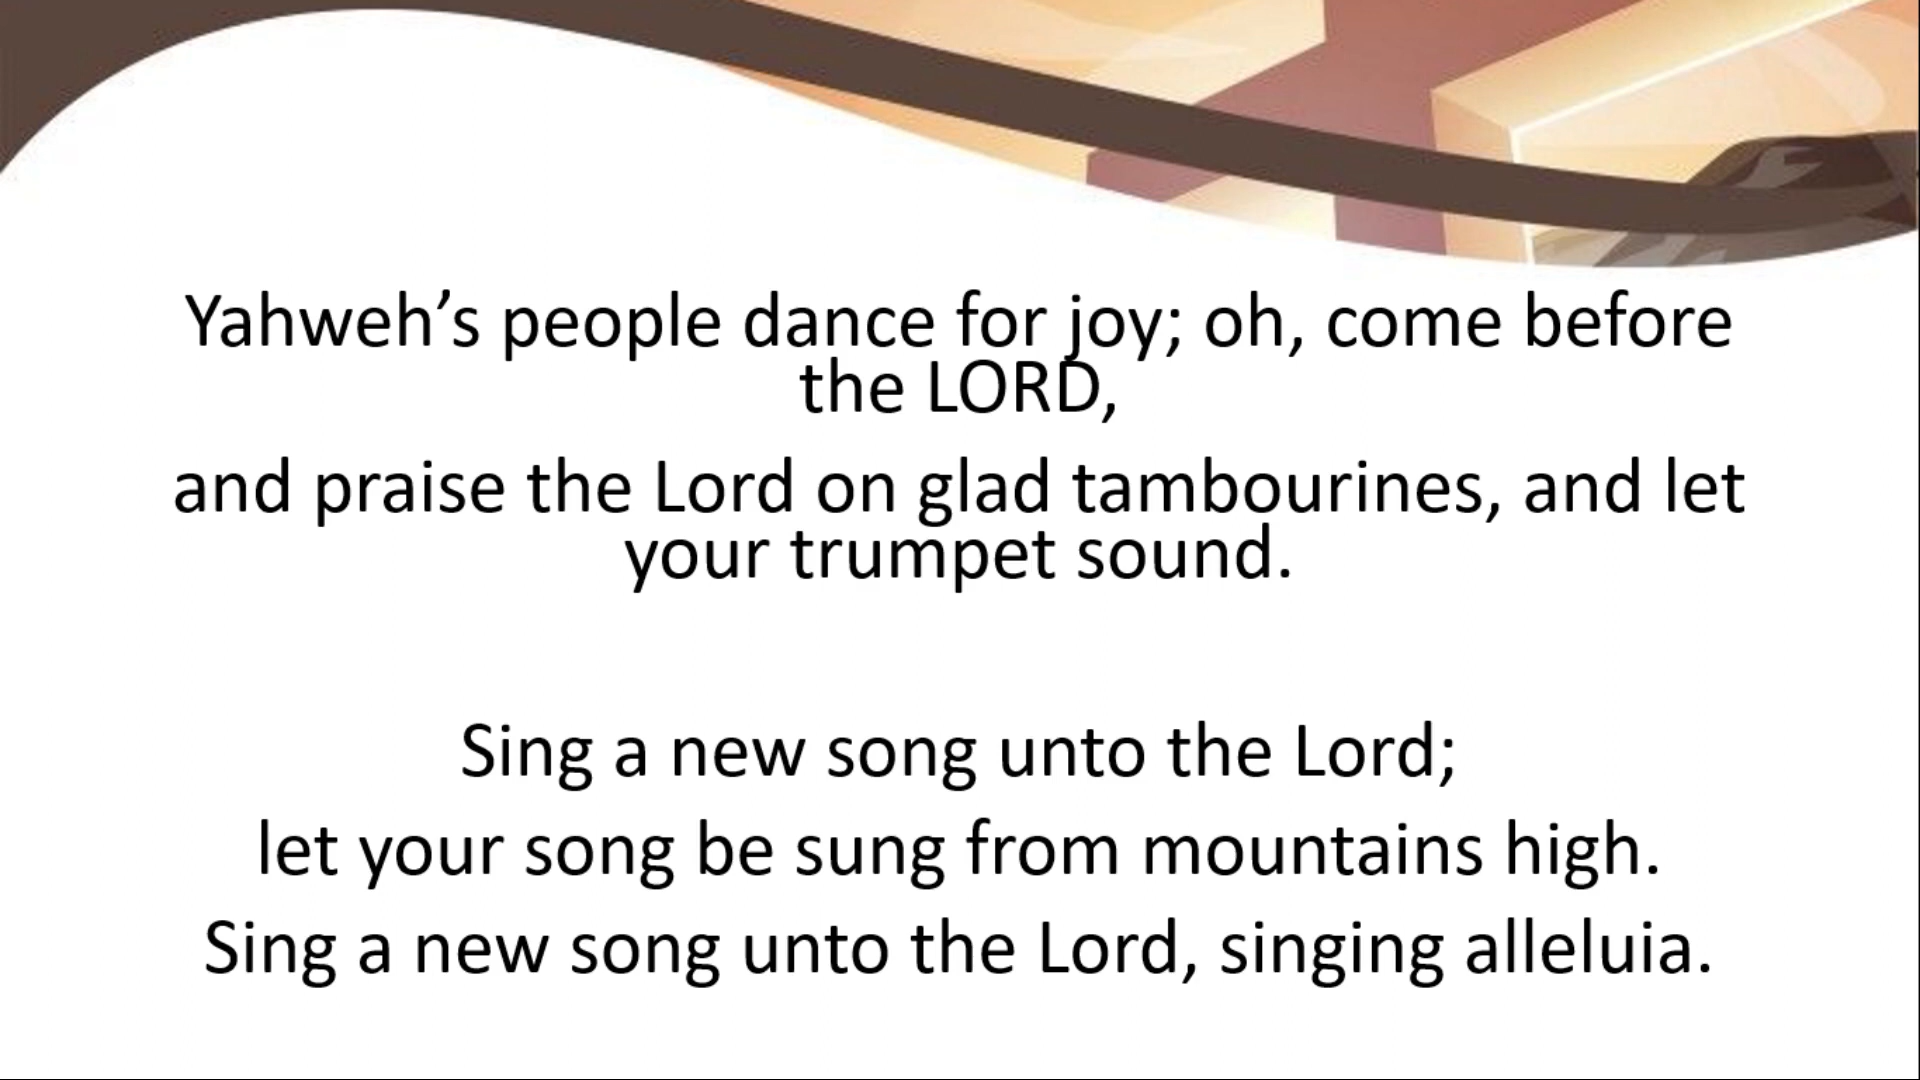 Yahweh’s people dance for joy; oh, come before
the LORD,
and praise the Lord on glad tambourines, and let
your trumpet sound.
Sing a new song unto the Lord;
let your song be sung from mountains high.
Sing a new song unto the Lord, singing alleluia.